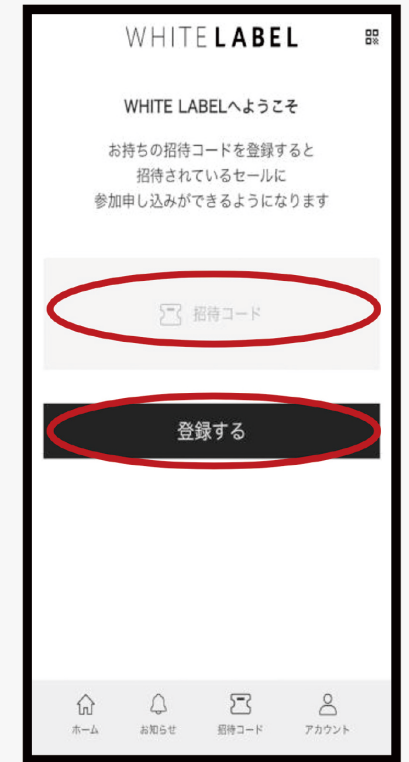 WHITE LABEL
WHITE LABELへようこそ
お持ちの招待コードを登録すると
招待されているセールに
参加申し込みができるようになります
招待コード
登録する
ホーム
お知らせ
招待コード
アカウント